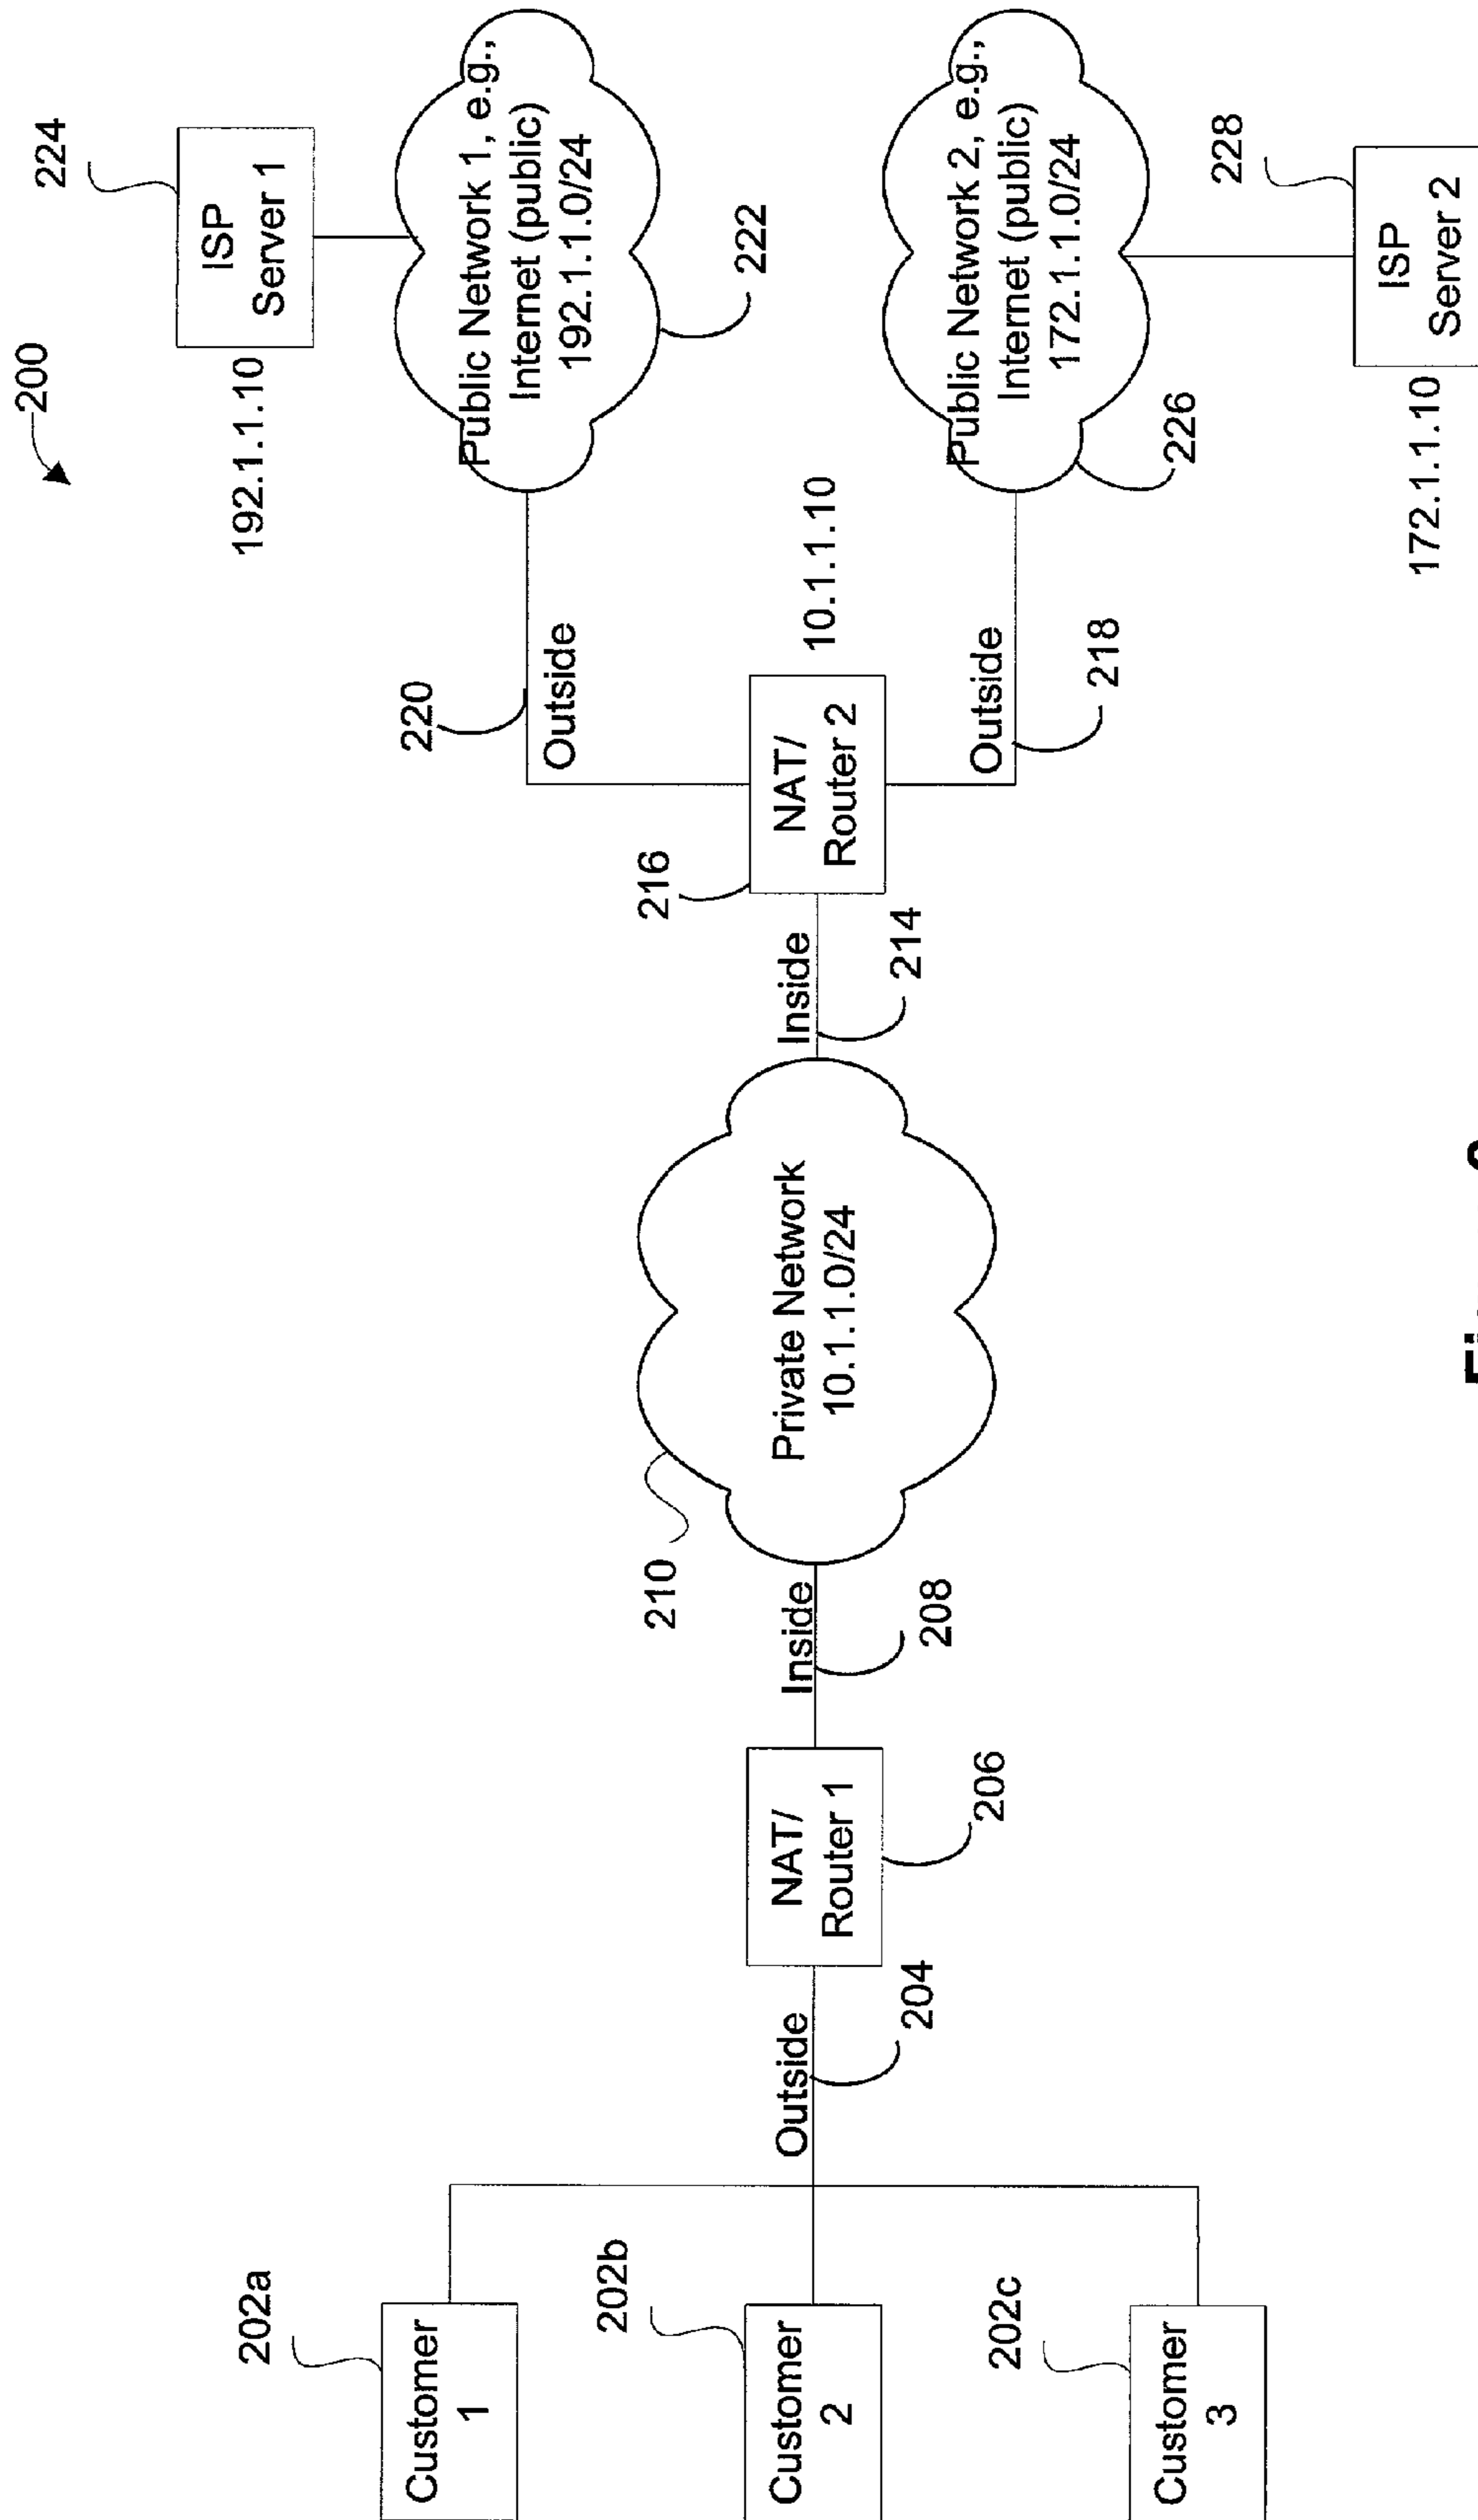 200
202a
Customer
1
202b
Customer
2
202c
Customer
3
Outside
204
NAT/
Router 1
206
Inside
208
210
Private Network
10.1.1.0/24
Inside
214
216
NAT/
Router 2
10.1.1.10
220
Outside
Outside
218
192.1.1.10
224
ISP
Server 1
Public Network 1, e.g.,
Internet (public)
192.1.1.0/24
222
Public Network 2, e.g.,
Internet (public)
172.1.1.0/24
226
228
ISP
Server 2
172.1.1.10